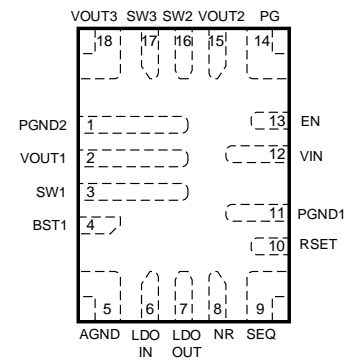 VOUT3 SW3 SW2 VOUT2 PG
18 17 16 15 14
PGND2 1
13 EN
VOUT1 2
12 VIN
SW1 3
BST1 4
11 PGND1
10 RSET
5 6 7 8 9
AGND LDO IN LDO OUT NR SEQ